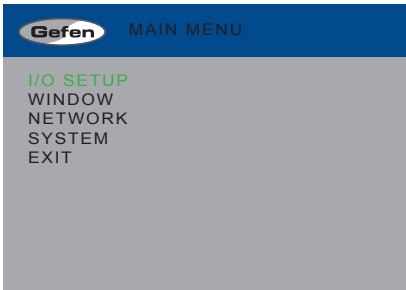 Gefen MAIN MENU
I/O SETUP
WINDOW
NETWORK
SYSTEM
EXIT